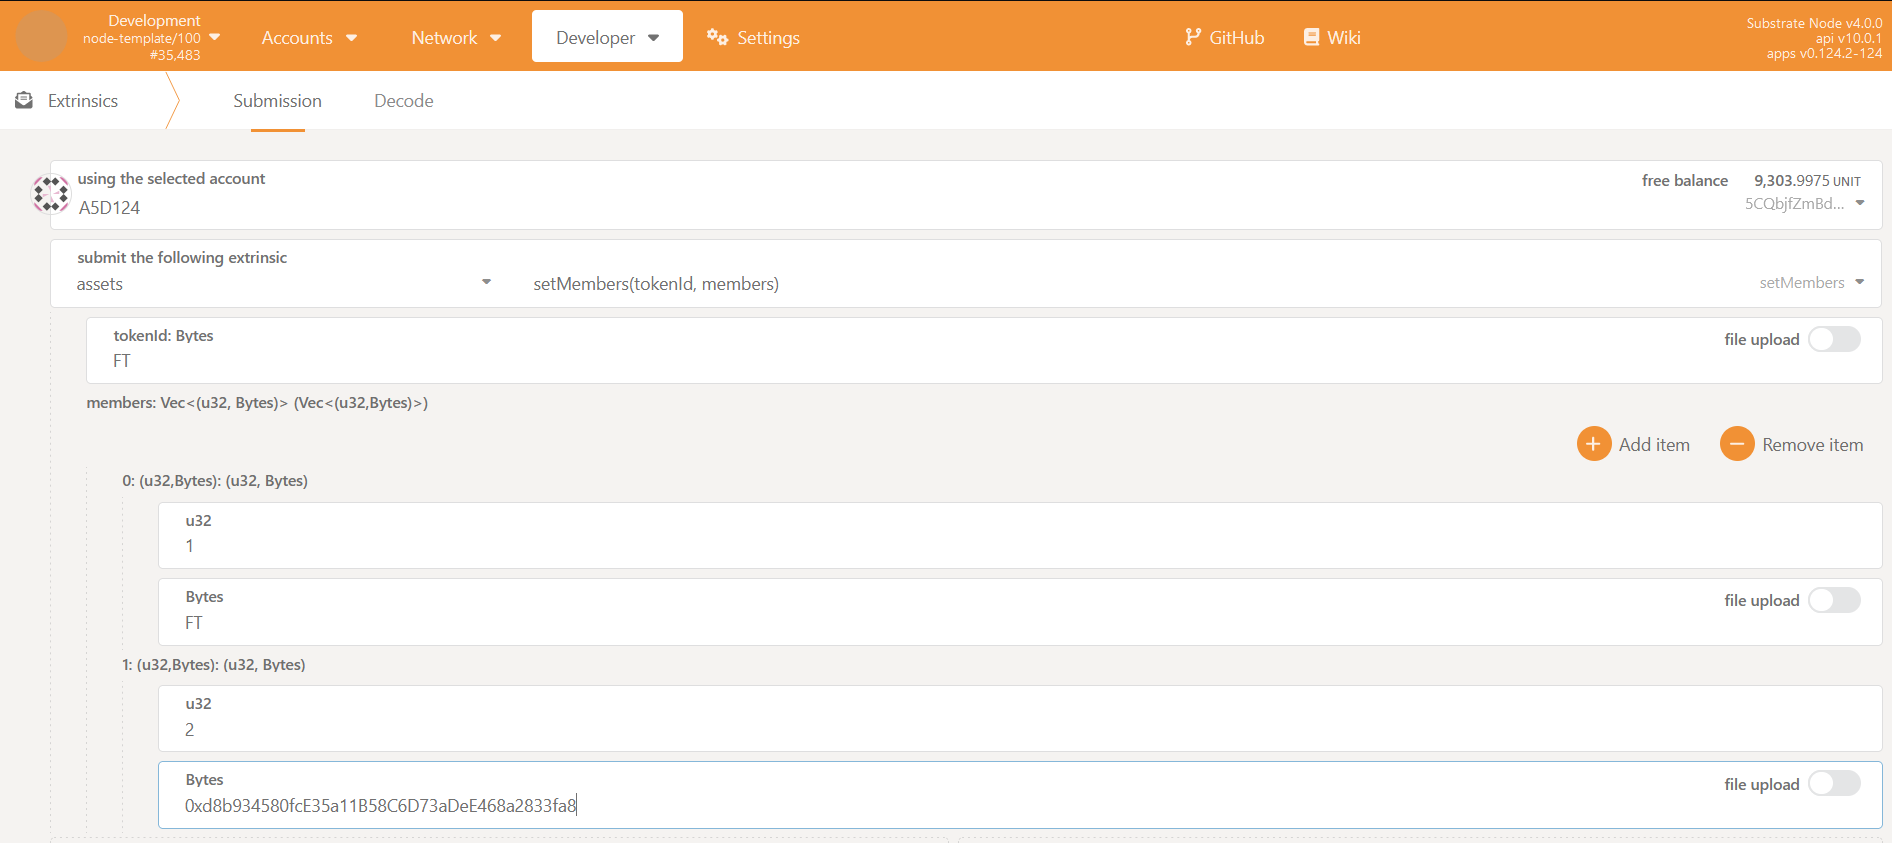 Development
node-template/100
#35,483
Accounts
Network
Developer
Settings
GitHub
Wiki
Substrate Node v4.0.0
api v10.0.1
apps v0.124.2-124
Extrinsics
Submission
Decode
using the selected account
A5D124
free balance 9,303.9975 UNIT
5CQbjfZmBd...
submit the following extrinsic
assets
setMembers(tokenId, members)
setMembers
tokenId: Bytes
FT
file upload
members: Vec<(u32, Bytes)> (Vec<(u32,Bytes)>)
Add item
Remove item
0: (u32,Bytes): (u32, Bytes)
u32
1
Bytes
FT
file upload
1: (u32,Bytes): (u32, Bytes)
u32
2
Bytes
0xd8b934580fcE35a11B58C6D73aDeE468a2833fa8
file upload